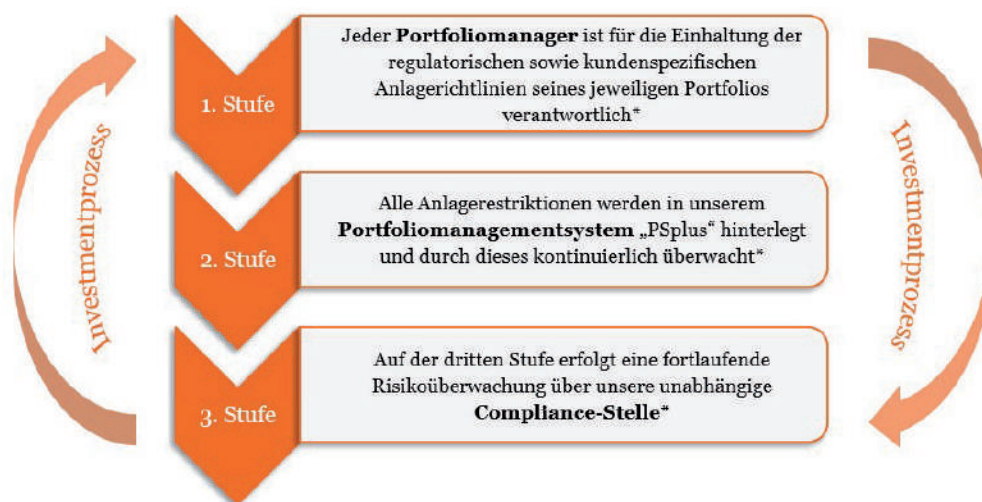 Jeder Portfoliomanager ist für die Einhaltung der
regulatorischen sowie kundenspezifischen
Anlagerichtlinien seines jeweiligen Portfolios
verantwortlich*
1. Stufe
Alle Anlagerestriktionen werden in unserem
Portfoliomanagementsystem „PSplus“ hinterlegt
und durch dieses kontinuierlich überwacht*
2. Stufe
Auf der dritten Stufe erfolgt eine fortlaufende
Risikoüberwachung über unsere unabhängige
Compliance-Stelle*
3. Stufe
Investmentprozess
Investmentprozess